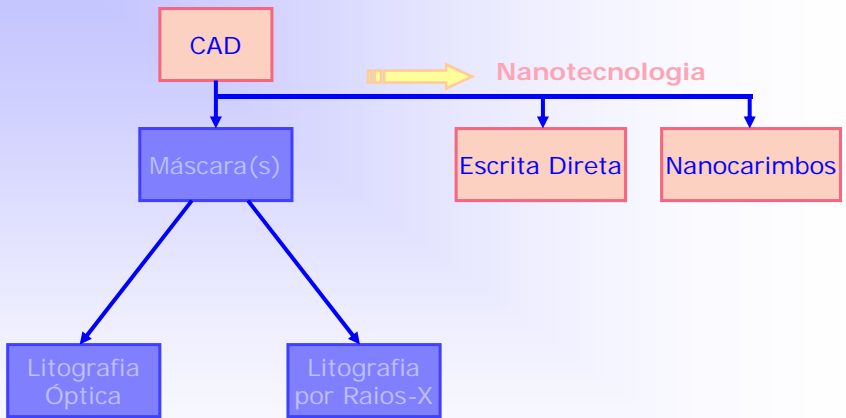 CAD
Nanotecnologia
Máscara(s)
Escrita Direta
Nanocarimbos
Litografia
Óptica
Litografia
por Raios-X